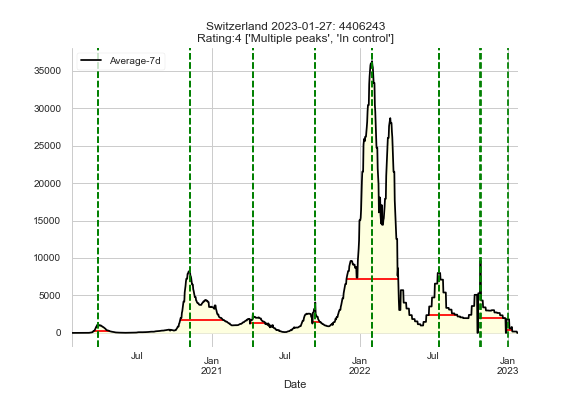 Switzerland 2023-01-27: 4406243
Rating:4 ['Multiple peaks', 'In control']
Average-7d
35000
30000
25000
20000
15000
10000
5000
0
Jul Jan Jul Jan Jul Jan
2021 2022 2023
Date